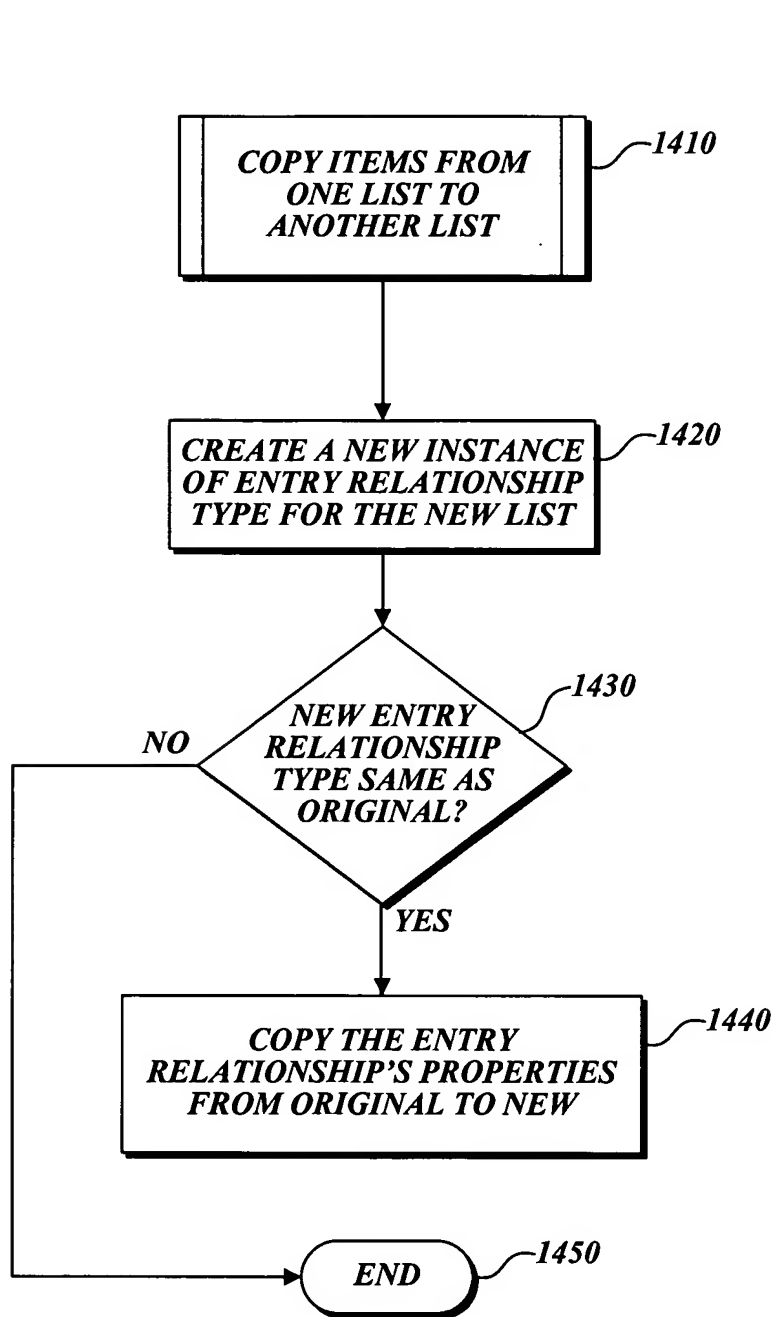 COPY ITEMS FROM
ONE LIST TO
ANOTHER LIST
1410
CREATE A NEW INSTANCE
OF ENTRY RELATIONSHIP
TYPE FOR THE NEW LIST
1420
NEW ENTRY
RELATIONSHIP
TYPE SAME AS
ORIGINAL?
1430
NO
YES
COPY THE ENTRY
RELATIONSHIP'S PROPERTIES
FROM ORIGINAL TO NEW
1440
END
1450